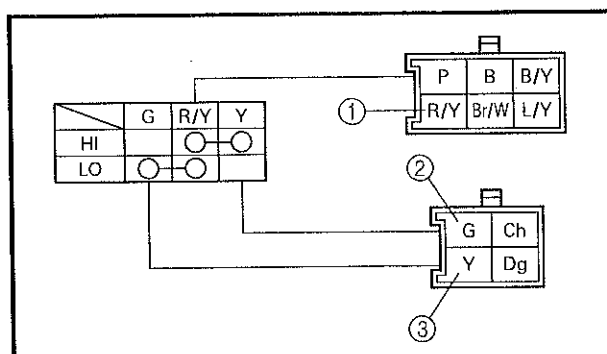 P B B/Y
① R/Y Br/W L/Y
G R/Y Y
HI
LO
②
G Ch
Y Dg
③